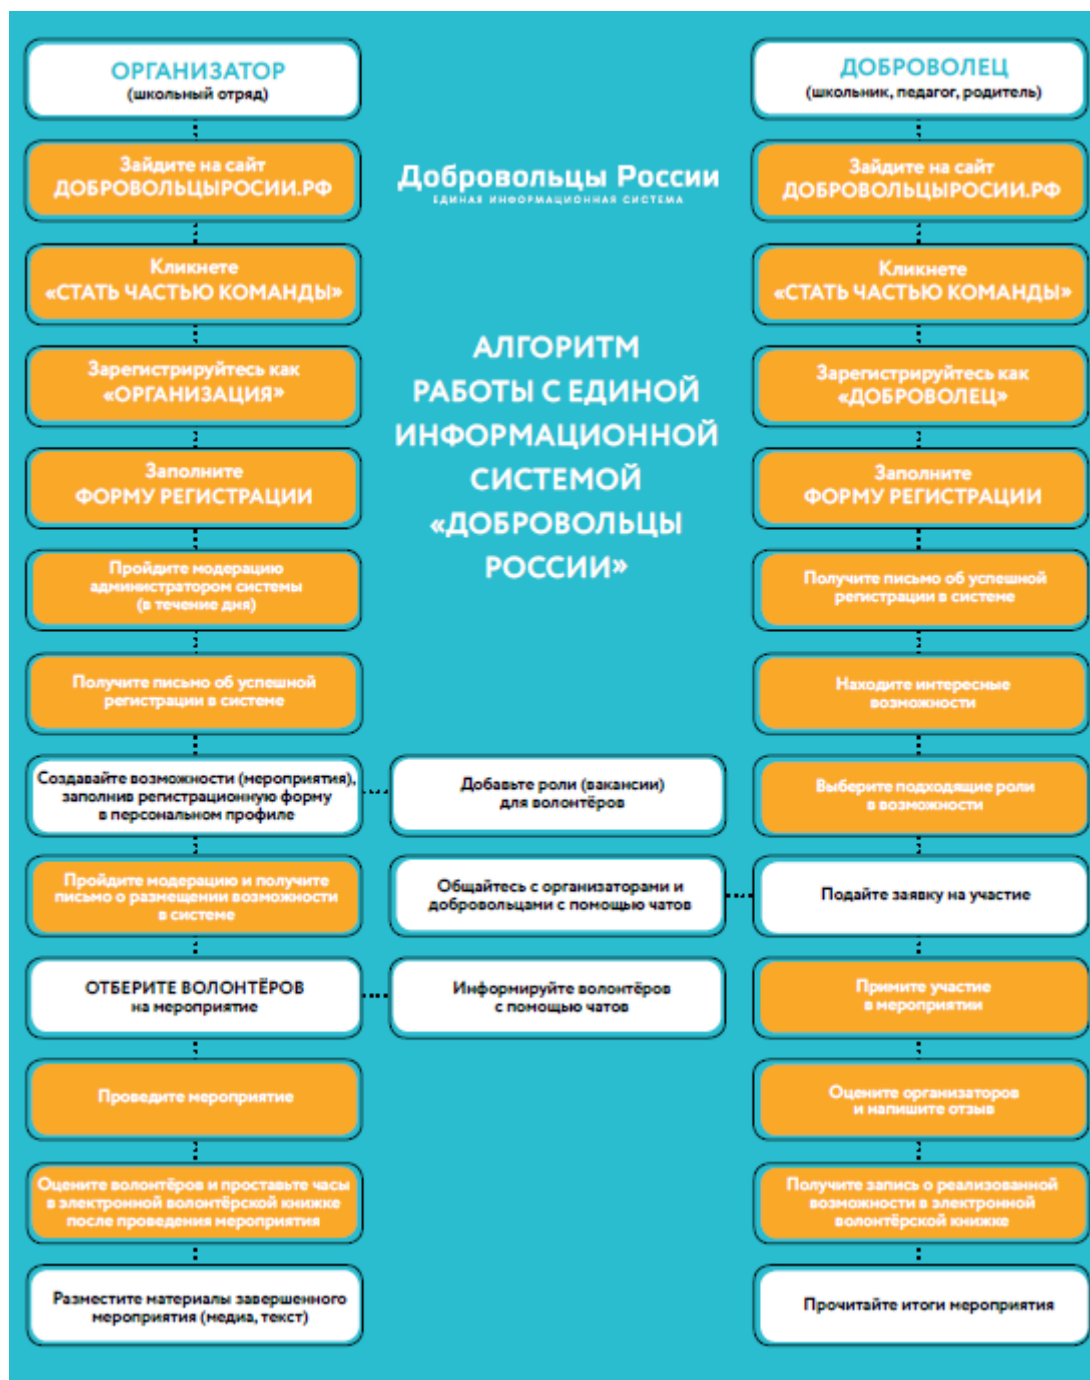 ОРГАНИЗАТОР
(школьный отряд)
Зайдите на сайт
ДОБРОВОЛЬЦЫРОСИИ.РФ
Кликнете
«СТАТЬ ЧАСТЬЮ КОМАНДЫ»
Зарегистрируйтесь как
«ОРГАНИЗАЦИЯ»
Заполните
ФОРМУ РЕГИСТРАЦИИ
Пройдите модерацию
администратором системы
(в течение дня)
Получите письмо об успешной
регистрации в системе
Создавайте возможности (мероприятия),
заполнив регистрационную форму
в персональном профиле
Пройдите модерацию и получите
письмо о размещении возможности
в системе
ОТБЕРИТЕ ВОЛОНТЁРОВ
на мероприятие
Проведите мероприятие
Оцените волонтёров и проставьте часы
в электронной волонтёрской книжке
после проведения мероприятия
Разместите материалы завершенного
мероприятия (медиа, текст)
Добровольцы России
ЕДИНАЯ ИНФОРМАЦИОННАЯ СИСТЕМА
АЛГОРИТМ
РАБОТЫ С ЕДИНОЙ
ИНФОРМАЦИОННОЙ
СИСТЕМОЙ
«ДОБРОВОЛЬЦЫ
РОССИИ»
Добавьте роли (вакансии)
для волонтёров
Общайтесь с организаторами и
добровольцами с помощью чатов
Информируйте волонтёров
с помощью чатов
ДОБРОВОЛЕЦ
(школьник, педагог, родитель)
Зайдите на сайт
ДОБРОВОЛЬЦЫРОСИИ.РФ
Кликнете
«СТАТЬ ЧАСТЬЮ КОМАНДЫ»
Зарегистрируйтесь как
«ДОБРОВОЛЕЦ»
Заполните
ФОРМУ РЕГИСТРАЦИИ
Получите письмо об успешной
регистрации в системе
Находите интересные
возможности
Выберите подходящие роли
в возможности
Подайте заявку на участие
Примите участие
в мероприятии
Оцените организаторов
и напишите отзыв
Получите запись о реализованной
возможности в электронной
волонтёрской книжке
Прочитайте итоги мероприятия